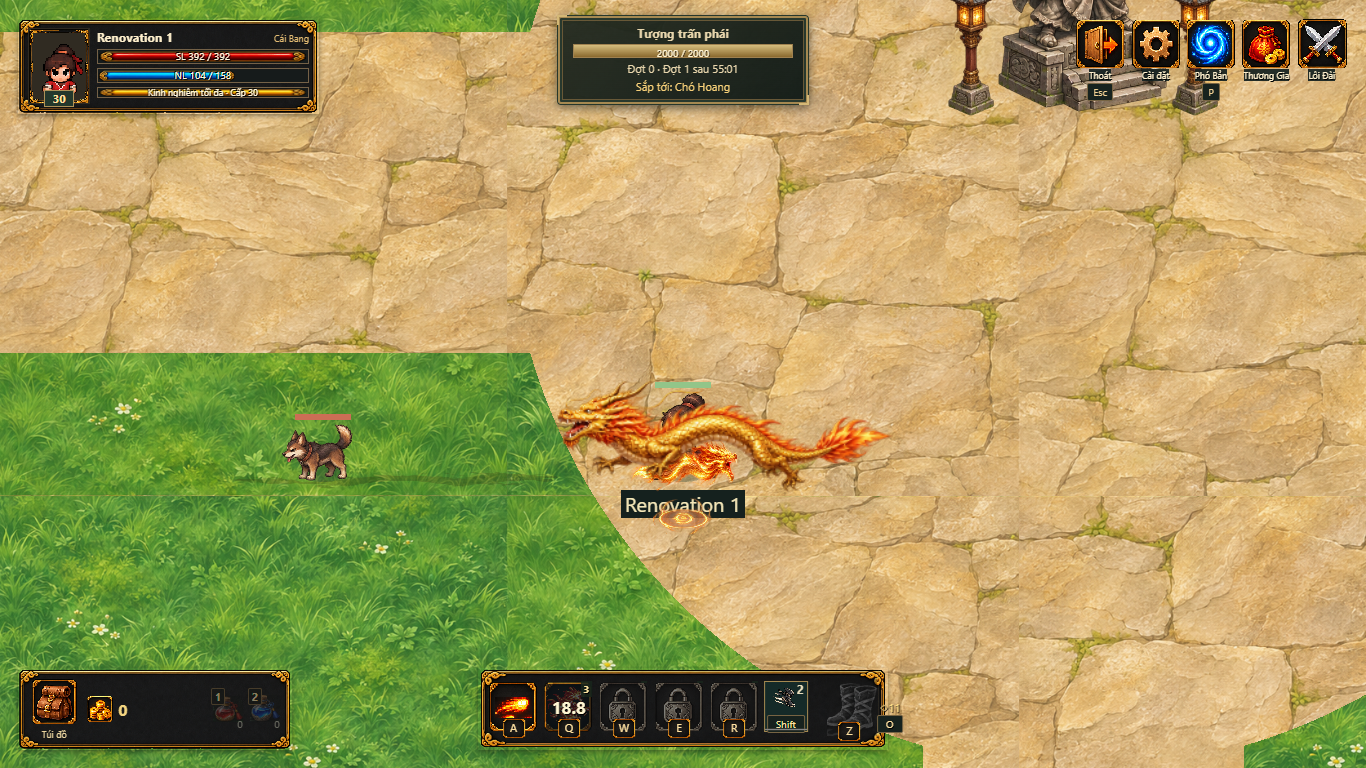 Renovation 1
Cái Bang
SL 392 / 392
NL 104 / 158
Kinh nghiệm tối đa - Cấp 30
30
Tượng trấn phái
2000 / 2000
Đợt 0 · Đợt 1 sau 55:01
Sắp tới: Chó Hoang
Thoát
Cài đặt
Phó Bản
Thương Gia
Lôi Đài
Esc
P
Renovation 1
Túi đồ
0
1
0
2
0
A
3
18.8
Q
W
E
R
2
Shift
Z
O